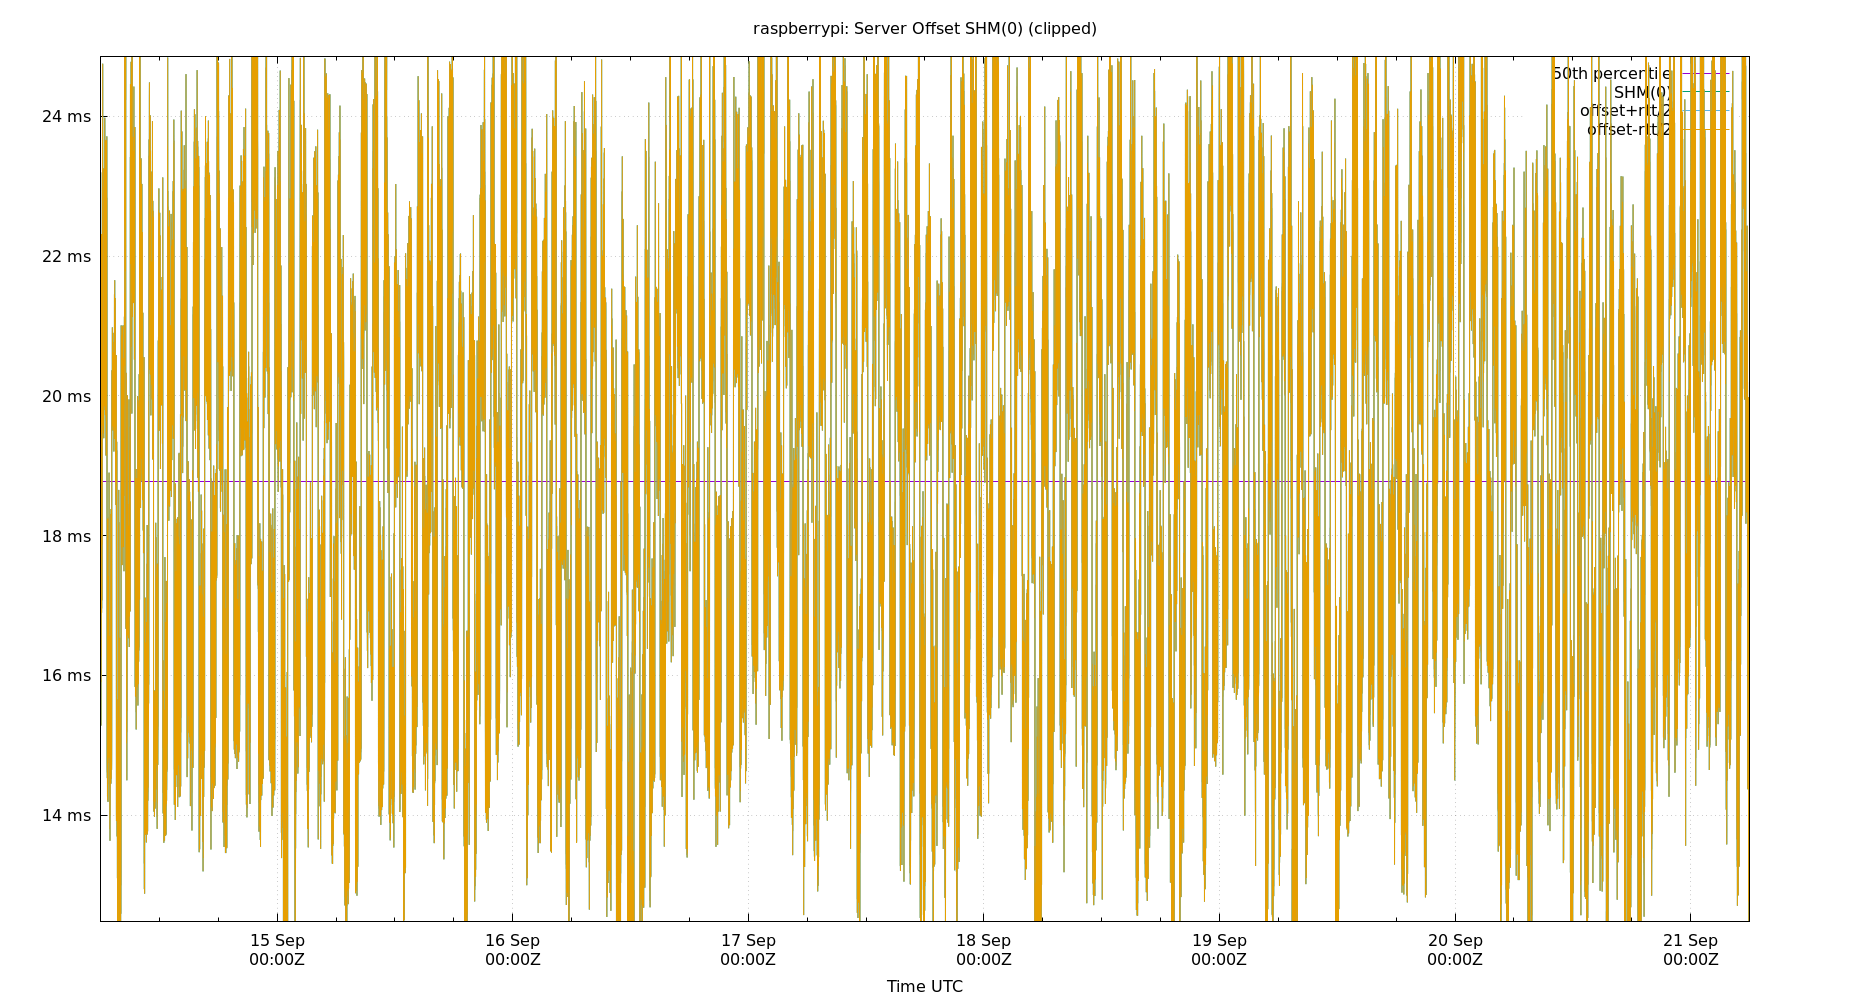 raspberrypi: Server Offset SHM(0) (clipped)
50th percentile
SHM(0)
offset+rtt/2
offset-rtt/2
24 ms
22 ms
20 ms
18 ms
16 ms
14 ms
15 Sep 16 Sep 17 Sep 18 Sep 19 Sep 20 Sep 21 Sep
00:00Z 00:00Z 00:00Z 00:00Z 00:00Z 00:00Z 00:00Z
Time UTC